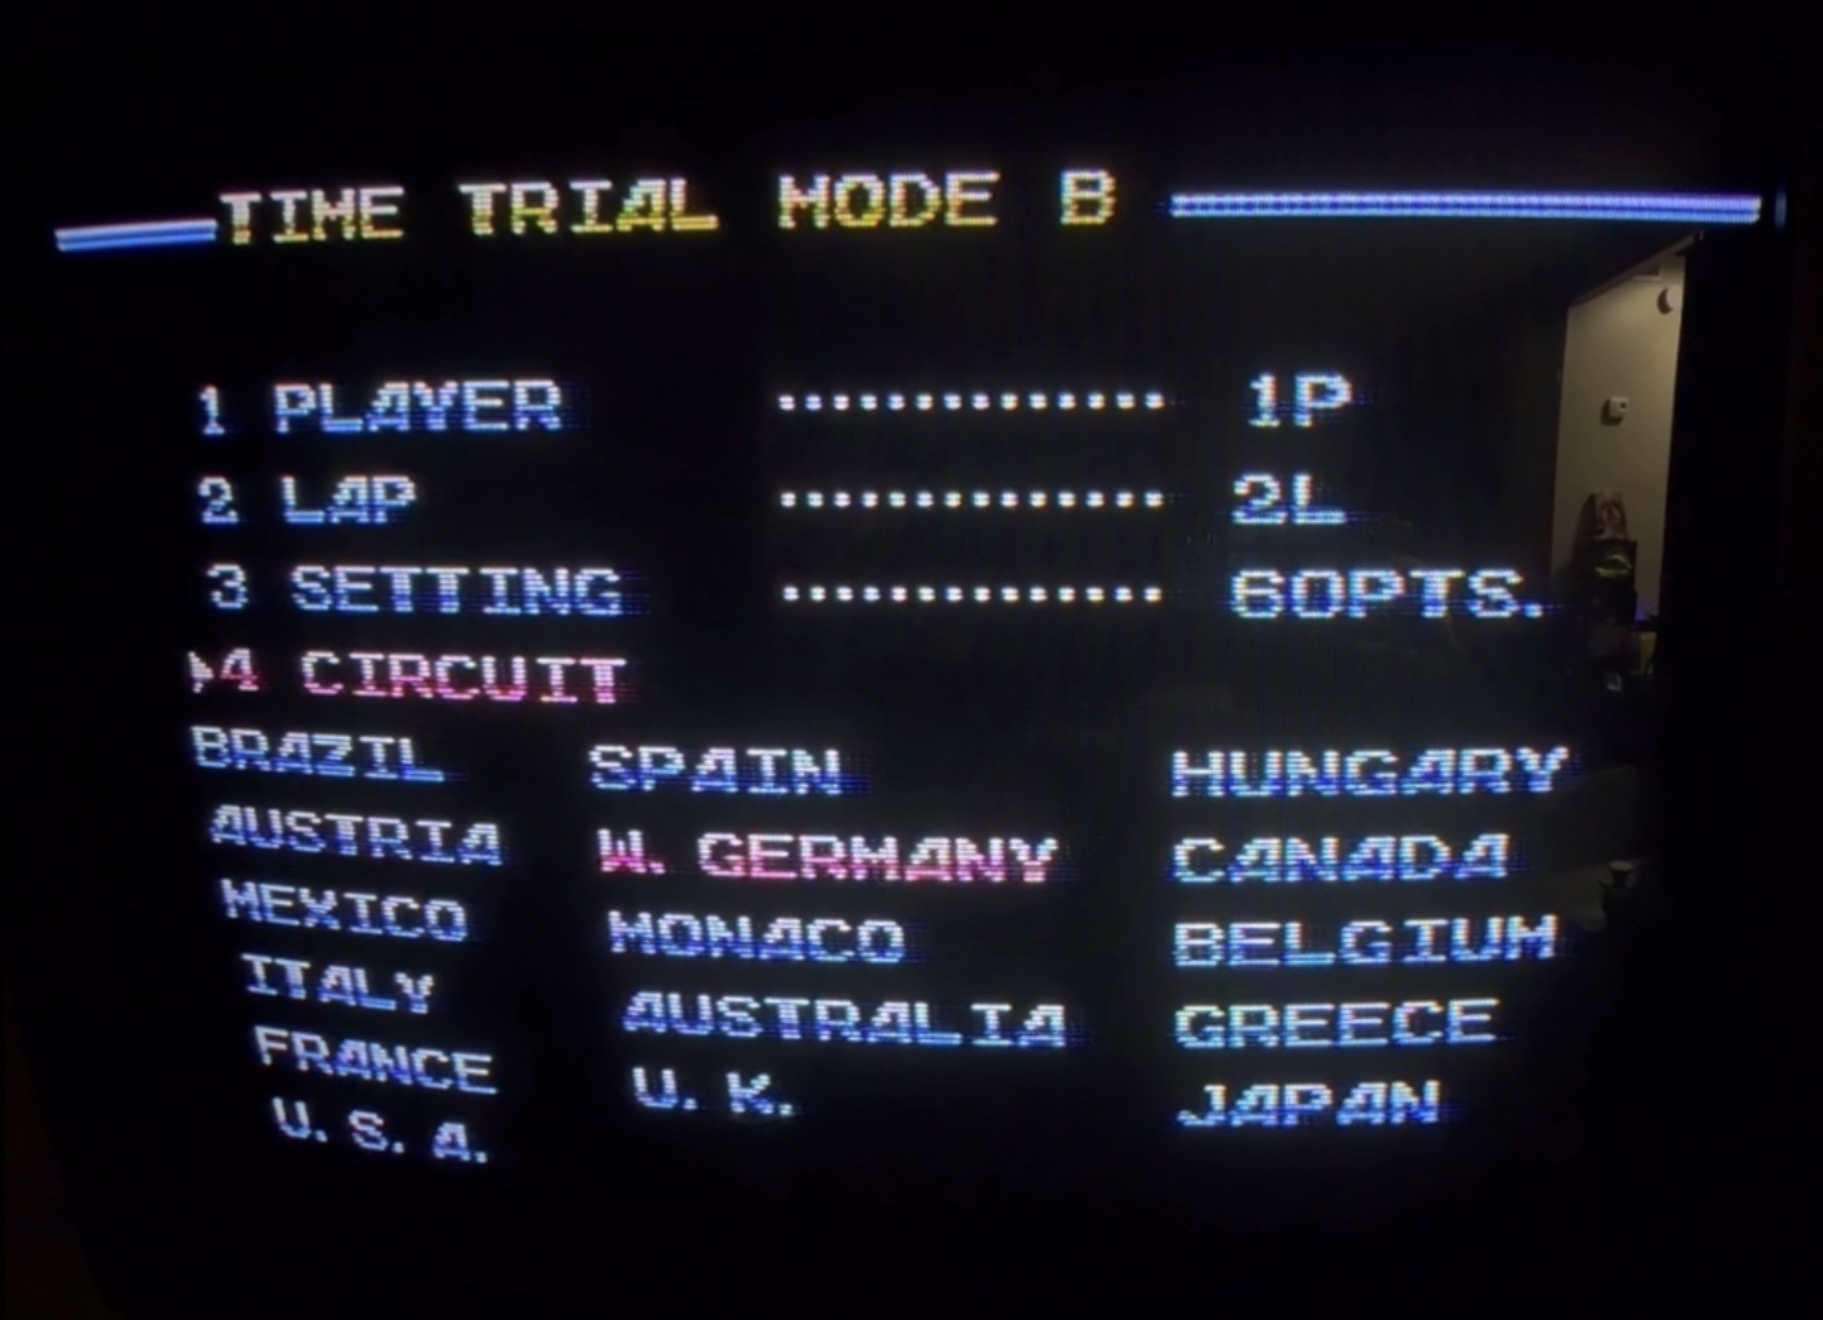 TIME TRIAL MODE B
1 PLAYER .............. 1P
2 LAP .............. 2L
3 SETTING .............. 60PTS.
▶4 CIRCUIT
BRAZIL SPAIN HUNGARY
AUSTRIA W. GERMANY CANADA
MEXICO MONACO BELGIUM
ITALY AUSTRALIA GREECE
FRANCE U. K. JAPAN
U. S. A.